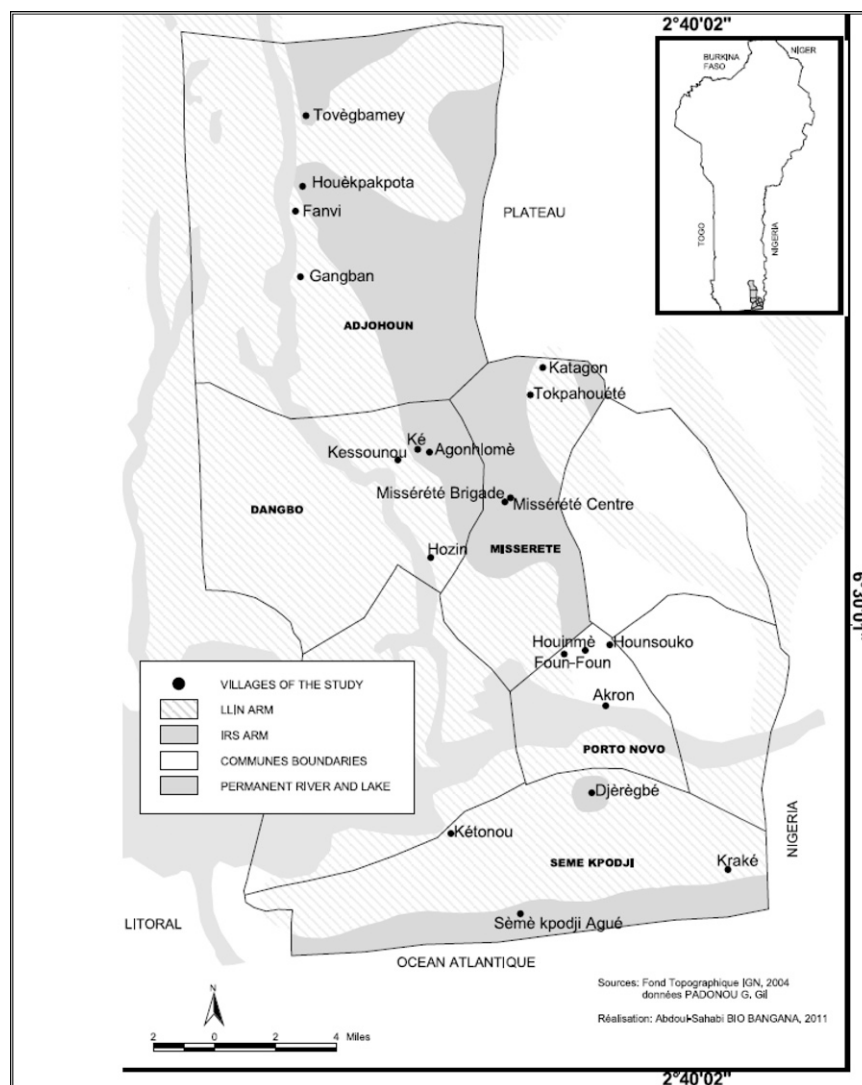 2°40'02"
BURKINA
FASO
NIGER
TOGO
NIGERIA
Tovègbamey
Houèkpakpota
Fanvi
PLATEAU
Gangban
ADJOHOUN
Katagon
Tokpahouété
Ké
Kessounou
Agonhlomè
Missérété Brigade
Missérété Centre
DANGBO
MISSERETE
Hozin
6°30'01"
Houinmè
Hounsouko
Foun-Foun
Akron
PORTO NOVO
VILLAGES OF THE STUDY
LLIN ARM
IRS ARM
COMMUNES BOUNDARIES
PERMANENT RIVER AND LAKE
Djèrègbé
Kétonou
NIGERIA
SEME KPODJI
Kraké
LITORAL
Sèmè kpodji Agué
OCEAN ATLANTIQUE
Sources: Fond Topographique IGN, 2004
données PADONOU G. Gil
Réalisation: Abdoul-Sahabi BIO BANGANA, 2011
N
2 0 2 4 Miles
2°40'02"